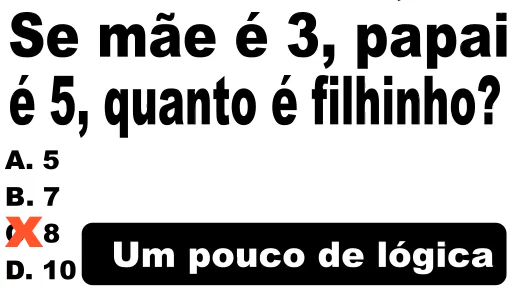 Se mãe é 3, papai
é 5, quanto é filhinho?
A. 5
B. 7
X 8
D. 10
Um pouco de lógica